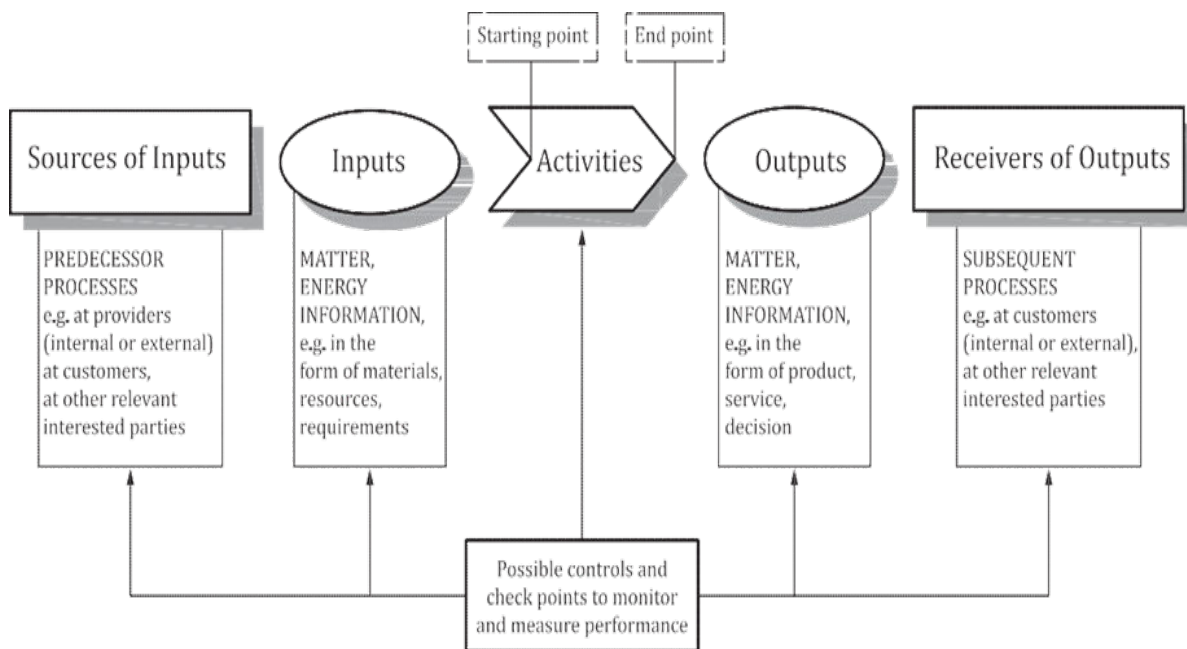 Starting point
End point
Sources of Inputs
Inputs
Activities
Outputs
Receivers of Outputs
PREDECESSOR
PROCESSES
e.g. at providers
(internal or external)
at customers,
at other relevant
interested parties
MATTER,
ENERGY
INFORMATION,
e.g. in the
form of materials,
resources,
requirements
MATTER,
ENERGY
INFORMATION,
e.g. in the
form of product,
service,
decision
SUBSEQUENT
PROCESSES
e.g. at customers
(internal or external),
at other relevant
interested parties
Possible controls and
check points to monitor
and measure performance